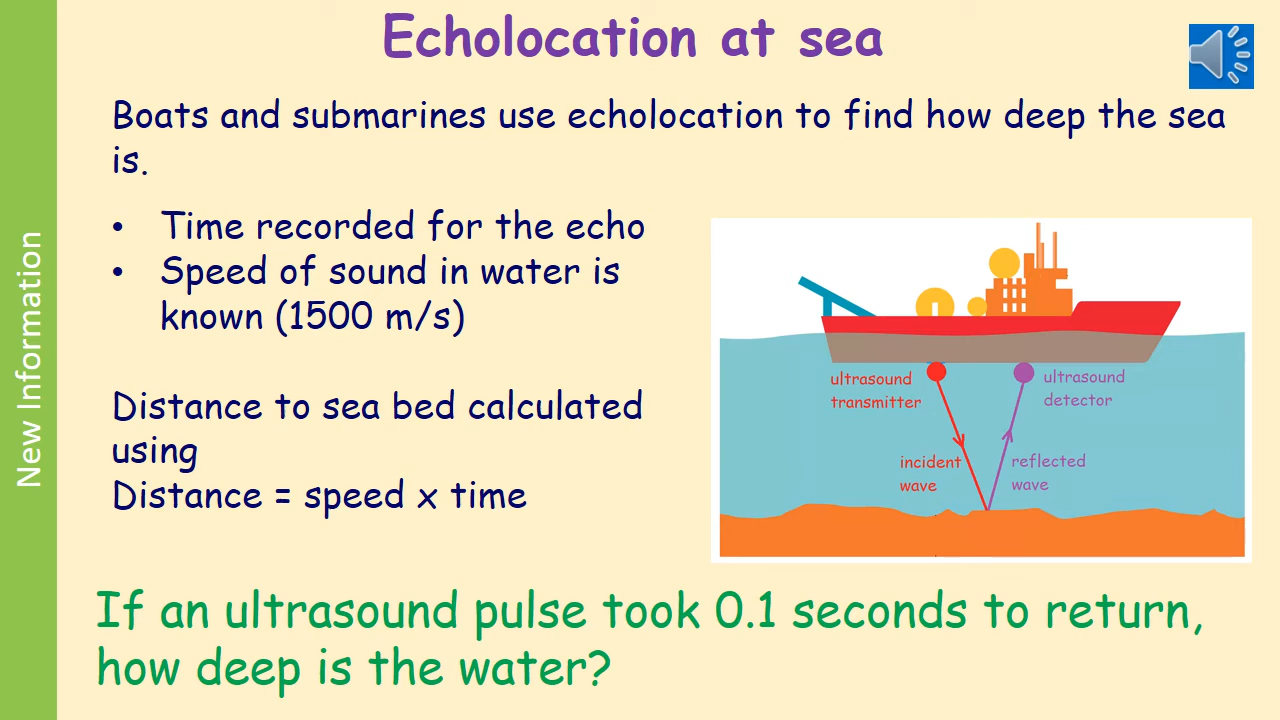 Echolocation at sea
Boats and submarines use echolocation to find how deep the sea
is.
• Time recorded for the echo
• Speed of sound in water is
known (1500 m/s)
Distance to sea bed calculated
using
Distance = speed x time
ultrasound
transmitter
ultrasound
detector
incident
wave
reflected
wave
If an ultrasound pulse took 0.1 seconds to return,
how deep is the water?
New Information